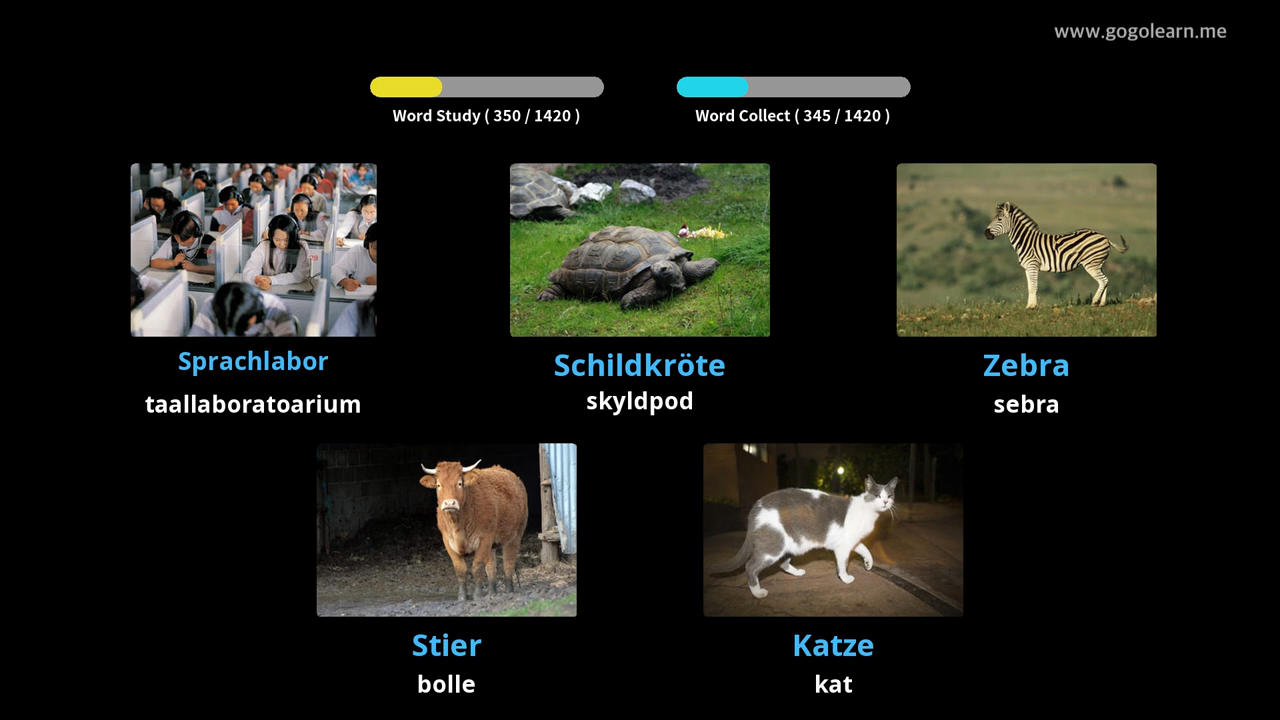 www.gogolearn.me
Word Study ( 350 / 1420 )
Word Collect ( 345 / 1420 )
Sprachlabor
taallaboratoarium
Schildkröte
skyldpod
Zebra
sebra
Stier
bolle
Katze
kat